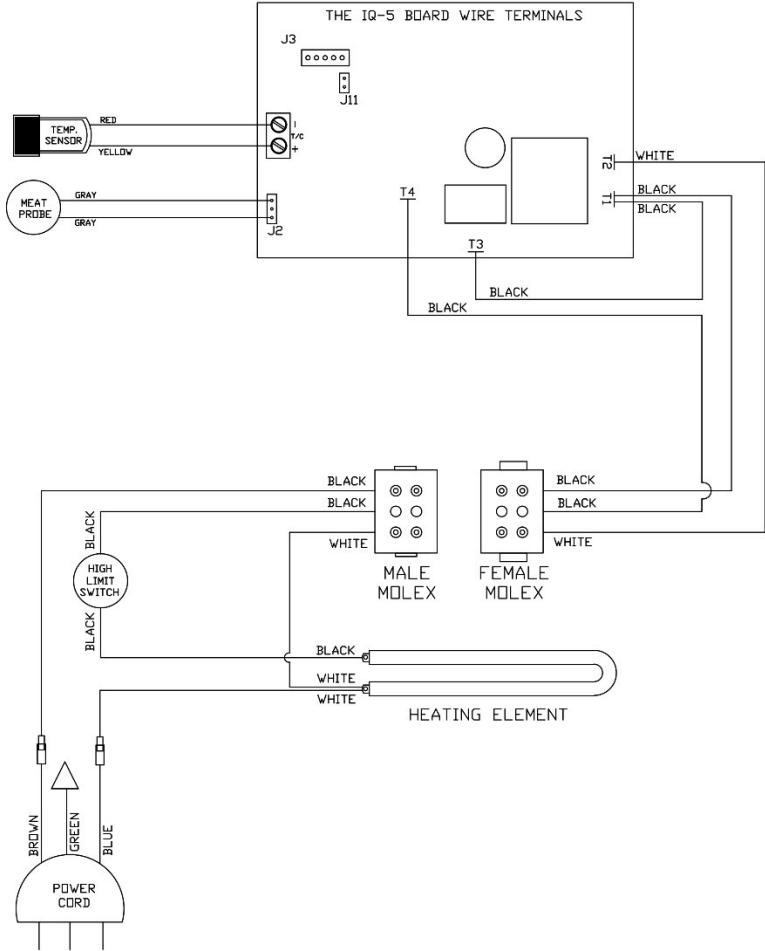 THE IQ-5 BOARD WIRE TERMINALS
J3
J11
RED
TEMP.
SENSOR
YELLOW
-
T/C
+
T2
WHITE
GRAY
MEAT
PROBE
GRAY
J2
T4
BLACK
T1
BLACK
T3
BLACK
BLACK
BLACK
BLACK
BLACK
BLACK
BLACK
WHITE
WHITE
HIGH
LIMIT
SWITCH
MALE
MOLEX
FEMALE
MOLEX
BLACK
BLACK
WHITE
WHITE
HEATING ELEMENT
BROWN
GREEN
BLUE
POWER
CORD